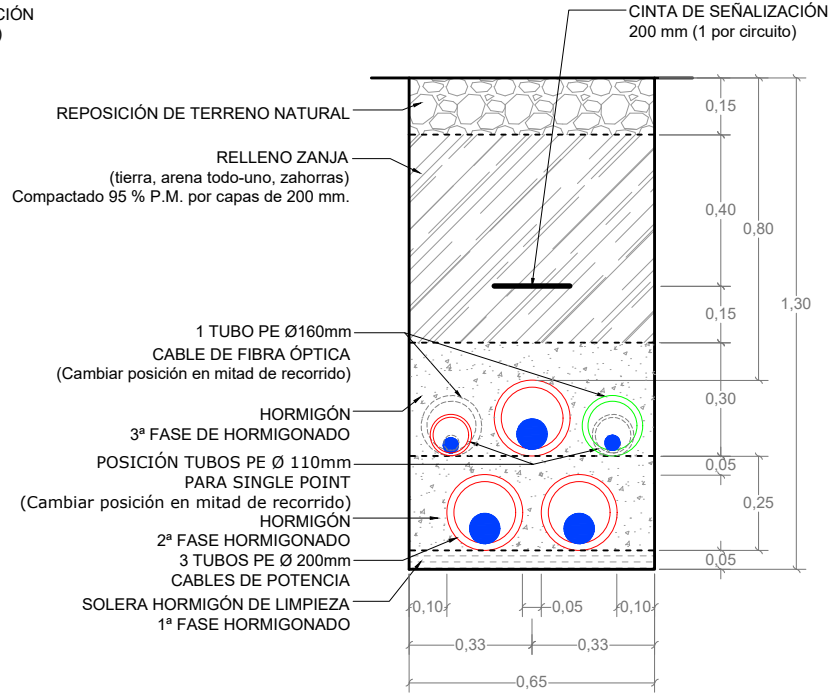 CIÓN
)
CINTA DE SEÑALIZACIÓN
200 mm (1 por circuito)
REPOSICIÓN DE TERRENO NATURAL
RELLENO ZANJA
(tierra, arena todo-uno, zahorras)
Compactado 95 % P.M. por capas de 200 mm.
1 TUBO PE Ø160mm
CABLE DE FIBRA ÓPTICA
(Cambiar posición en mitad de recorrido)
HORMIGÓN
3ª FASE DE HORMIGONADO
POSICIÓN TUBOS PE Ø 110mm
PARA SINGLE POINT
(Cambiar posición en mitad de recorrido)
HORMIGÓN
2ª FASE HORMIGONADO
3 TUBOS PE Ø 200mm
CABLES DE POTENCIA
SOLERA HORMIGÓN DE LIMPIEZA
1ª FASE HORMIGONADO
0,15
0,40
0,80
1,30
0,15
0,30
0,05
0,25
0,05
0,10
0,05
0,10
0,33
0,33
0,65